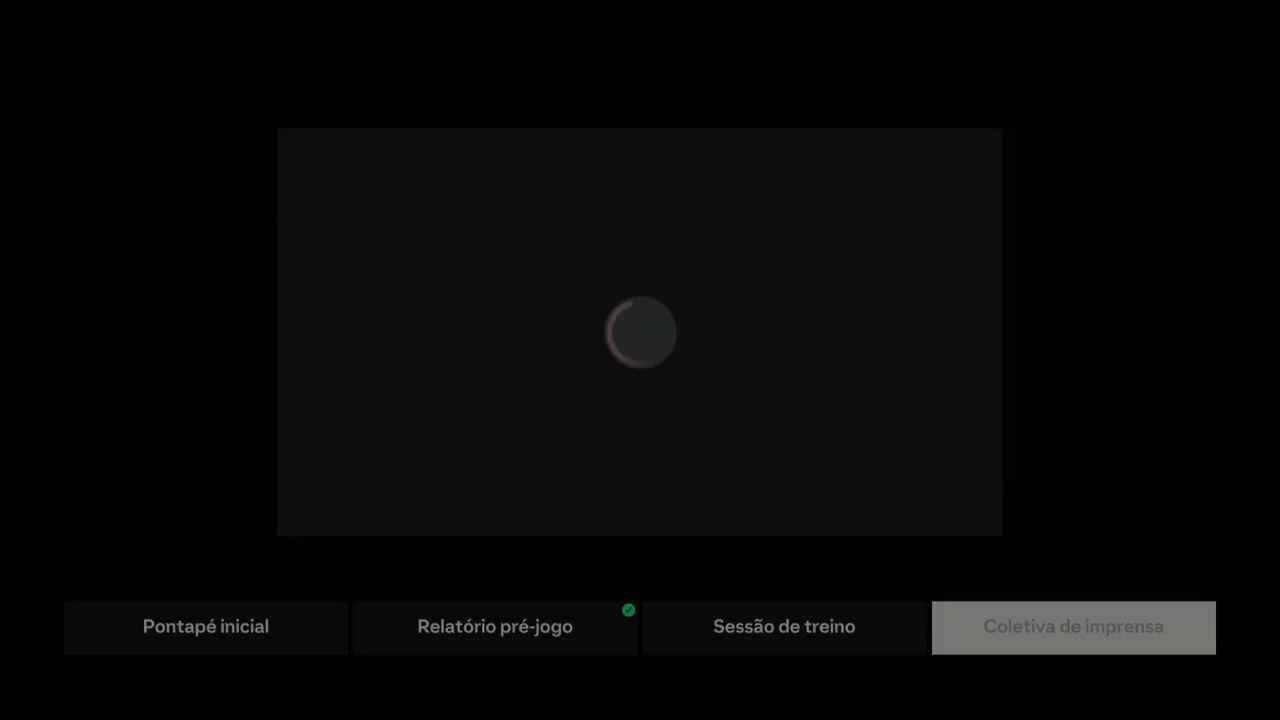 Pontapé inicial
Relatório pré-jogo
Sessão de treino
Coletiva de imprensa